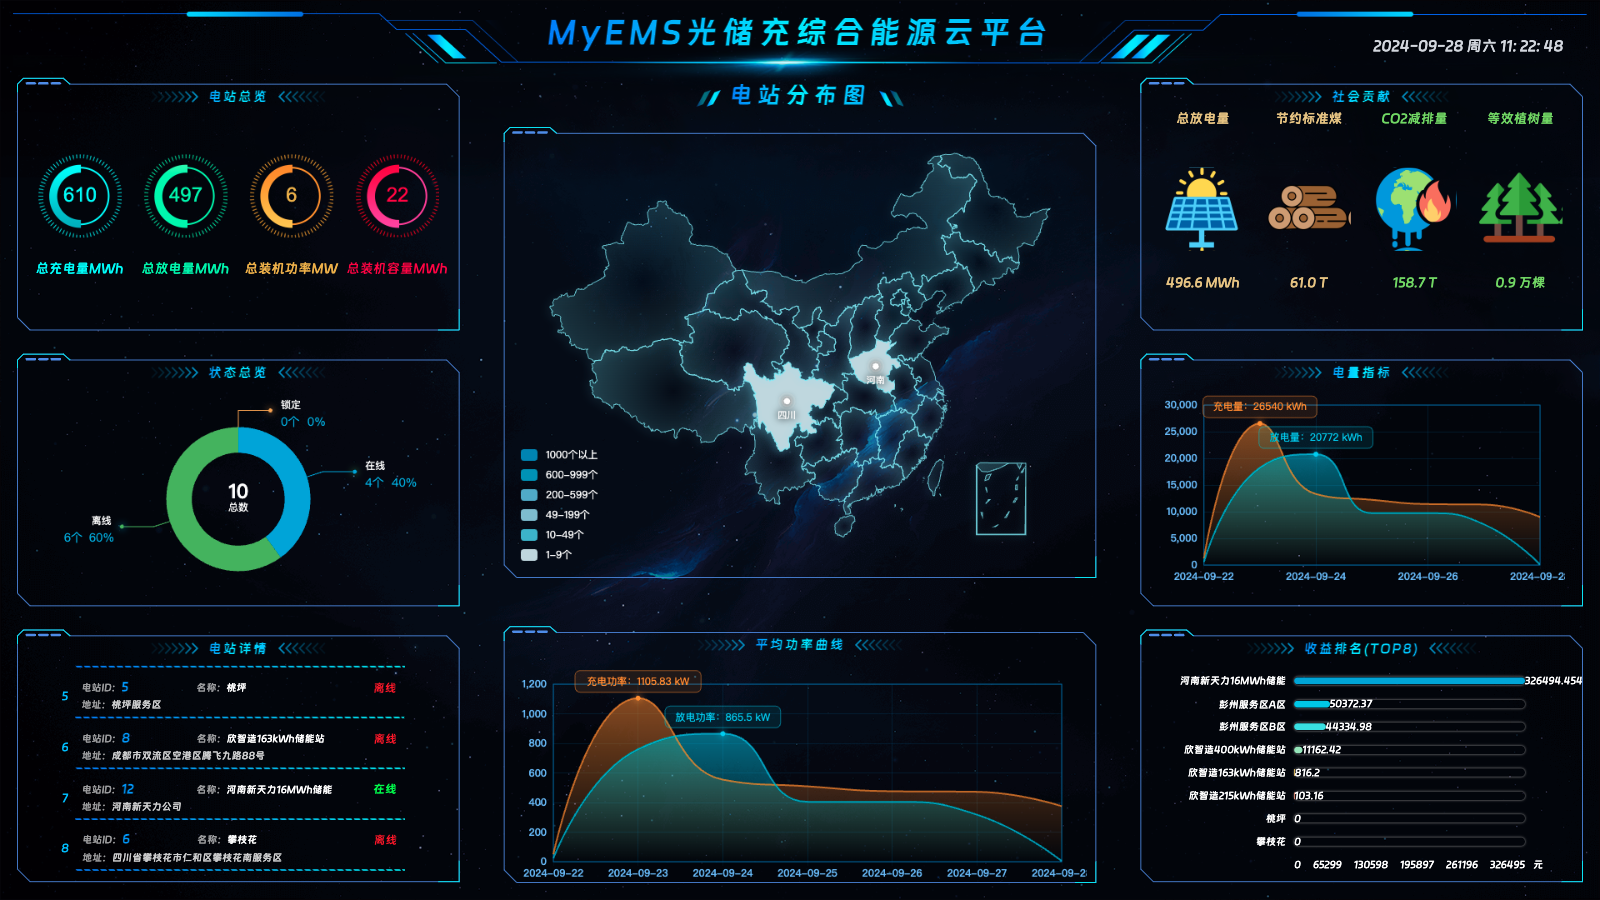 MyEMS光储充综合能源云平台
2024-09-28 周六 11:22:48
电站总览
610
497
6
22
总充电量MWh
总放电量MWh
总装机功率MW
总装机容量MWh
状态总览
锁定
0个 0%
在线
4个 40%
10
总数
离线
6个 60%
电站详情
5
电站ID: 5
名称: 桃坪
离线
地址: 桃坪服务区
6
电站ID: 8
名称: 欣智造163kWh储能站
离线
地址: 成都市双流区空港区腾飞九路88号
7
电站ID: 12
名称: 河南新天力16MWh储能
在线
地址: 河南新天力公司
8
电站ID: 6
名称: 攀枝花
离线
地址: 四川省攀枝花市仁和区攀枝花南服务区
电站分布图
河南
四川
1000个以上
600-999个
200-599个
49-199个
10-49个
1-9个
平均功率曲线
充电功率: 1105.83 kW
放电功率: 865.5 kW
1,200
1,000
800
600
400
200
0
2024-09-22
2024-09-23
2024-09-24
2024-09-25
2024-09-26
2024-09-27
2024-09-28
社会贡献
总放电量
节约标准煤
CO2减排量
等效植树量
496.6 MWh
61.0 T
158.7 T
0.9 万棵
电量指标
充电量: 26540 kWh
放电量: 20772 kWh
30,000
25,000
20,000
15,000
10,000
5,000
0
2024-09-22
2024-09-24
2024-09-26
2024-09-28
收益排名(TOP8)
河南新天力16MWh储能
326494.454
彭州服务区A区
50372.37
彭州服务区B区
44334.98
欣智造400kWh储能站
11162.42
欣智造163kWh储能站
816.2
欣智造215kWh储能站
103.16
桃坪
0
攀枝花
0
0
65299
130598
195897
261196
326495
元